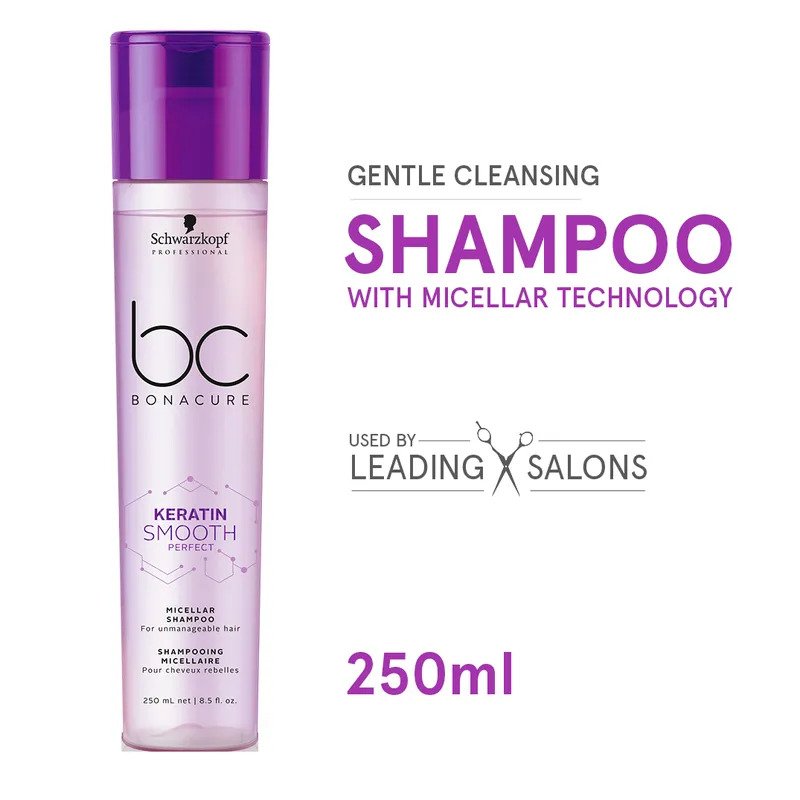 Schwarzkopf
PROFESSIONAL
bc
BONACURE
KERATIN
SMOOTH
PERFECT
MICELLAR
SHAMPOO
For unmanageable hair
SHAMPOOING
MICELLAIRE
Pour cheveux rebelles
250 mL net | 8.5 fl. oz.
GENTLE CLEANSING
SHAMPOO
WITH MICELLAR TECHNOLOGY
USED BY
LEADING SALONS
250ml